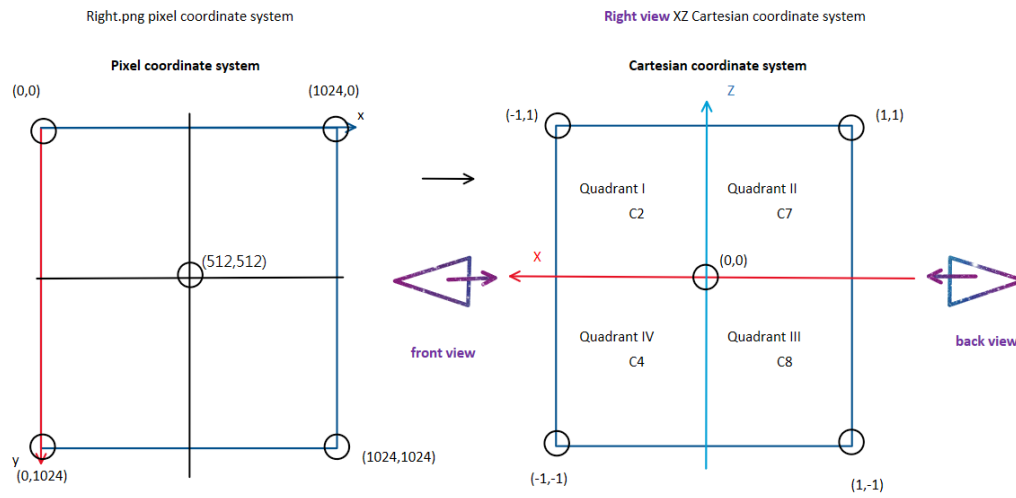 Right.png pixel coordinate system
Right view XZ Cartesian coordinate system
Pixel coordinate system
Cartesian coordinate system
(0,0)
(1024,0)
x
(512,512)
y
(0,1024)
(1024,1024)
Z
(-1,1)
(1,1)
Quadrant I
C2
Quadrant II
C7
X
(0,0)
Quadrant IV
C4
Quadrant III
C8
front view
back view
(-1,-1)
(1,-1)